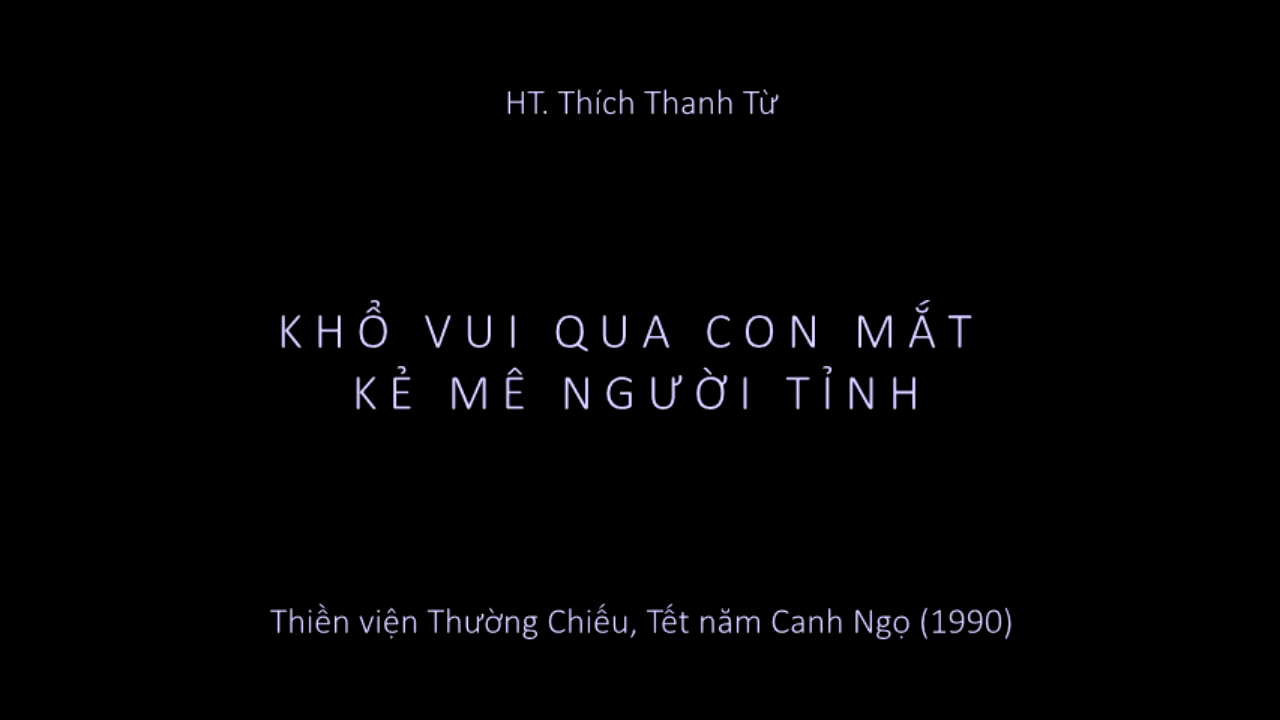 HT. Thích Thanh Từ
KHỔ VUI QUA CON MẮT
KẺ MÊ NGƯỜI TỈNH
Thiền viện Thường Chiếu, Tết năm Canh Ngọ (1990)